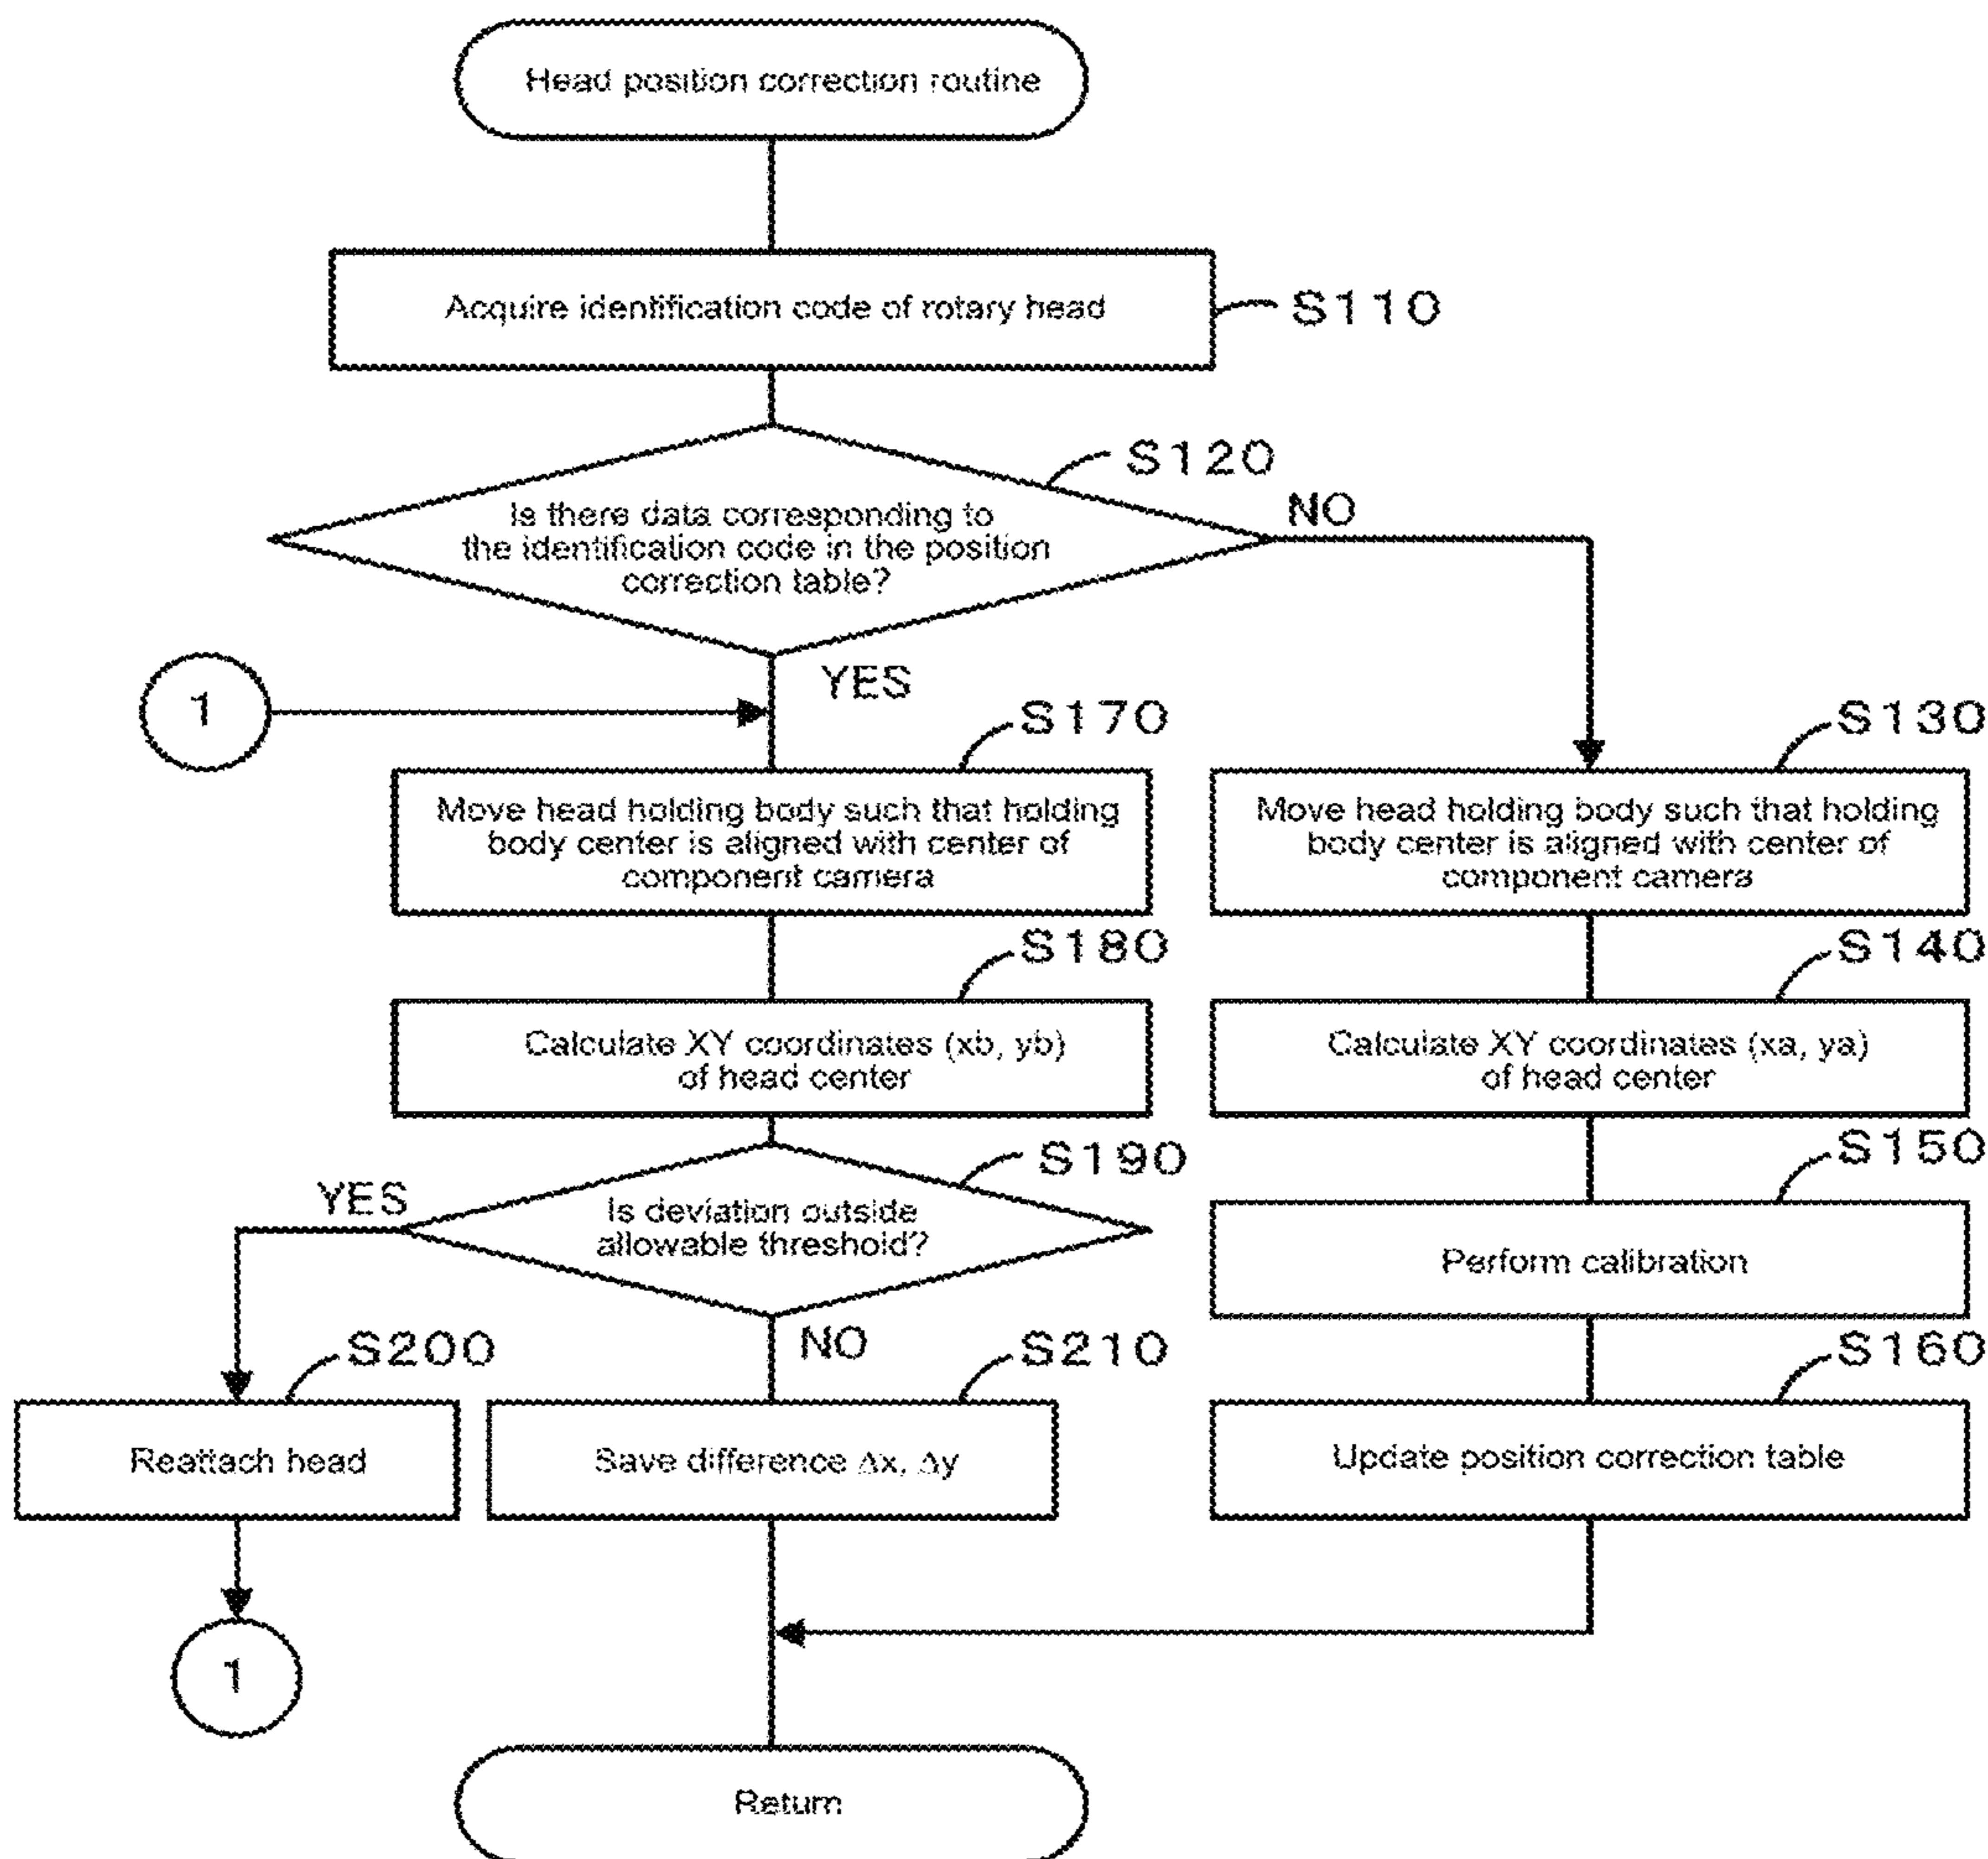 Head position correction routine
Acquire identification code of rotary head
S110
S120
Is there data corresponding to
the identification code in the position
correction table?
NO
YES
1
S170
Move head holding body such that holding
body center is aligned with center of
component camera
S130
Move head holding body such that holding
body center is aligned with center of
component camera
S180
Calculate XY coordinates (xb, yb)
of head center
S140
Calculate XY coordinates (xa, ya)
of head center
S190
YES
Is deviation outside
allowable threshold?
NO
S150
Perform calibration
S200
Reattach head
S210
Save difference Δx, Δy
S160
Update position correction table
1
Return